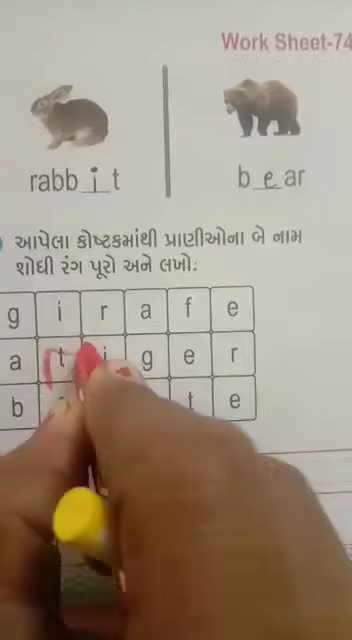 Work Sheet-74
rabb i t
b e ar
આપેલા કોષ્ટકમાંથી પ્રાણીઓના બે નામ
શોધી રંગ પૂરો અને લખો:
g i r a f e
a t i g e r
b t e